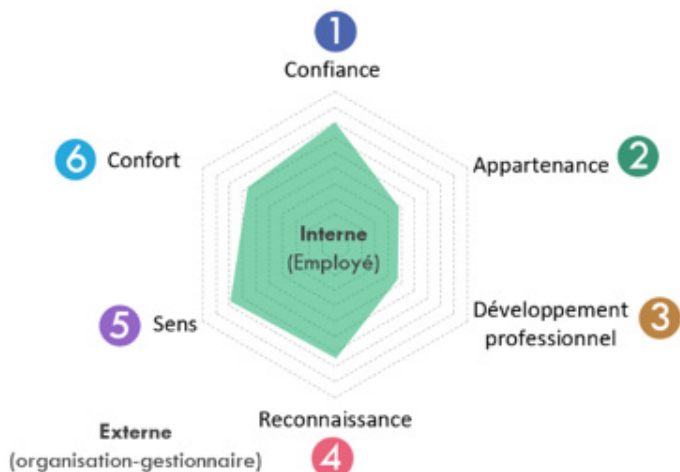 1
Confiance
2
Appartenance
3
Développement
professionnel
4
Reconnaissance
5
Sens
6
Confort
Interne
(Employé)
Externe
(organisation-gestionnaire)